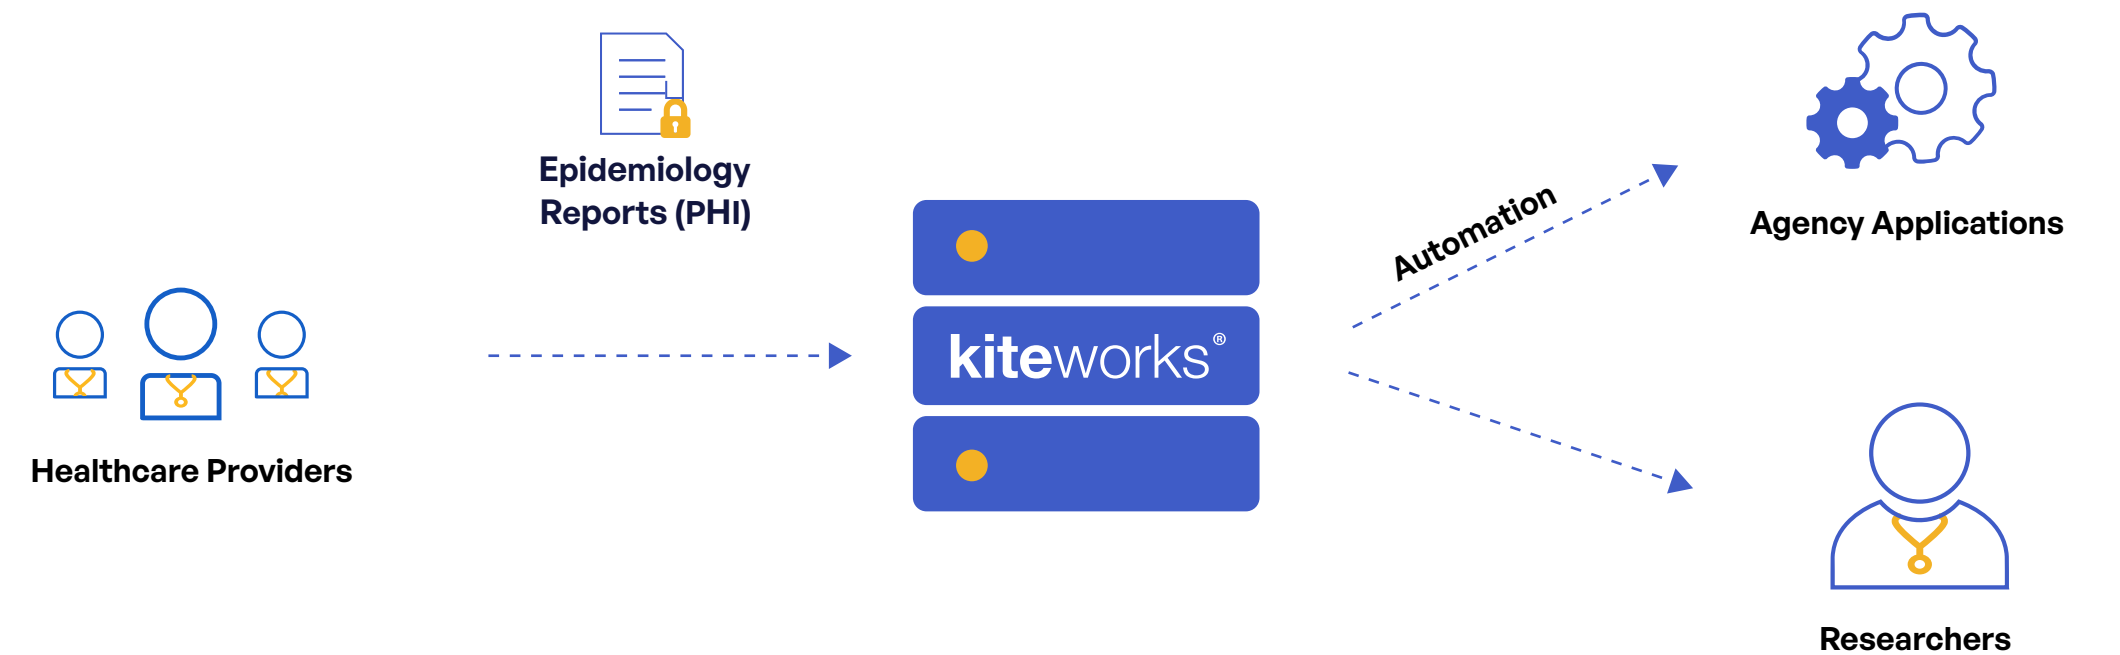 Epidemiology
Reports (PHI)
Healthcare Providers
kiteworks®
Automation
Agency Applications
Researchers